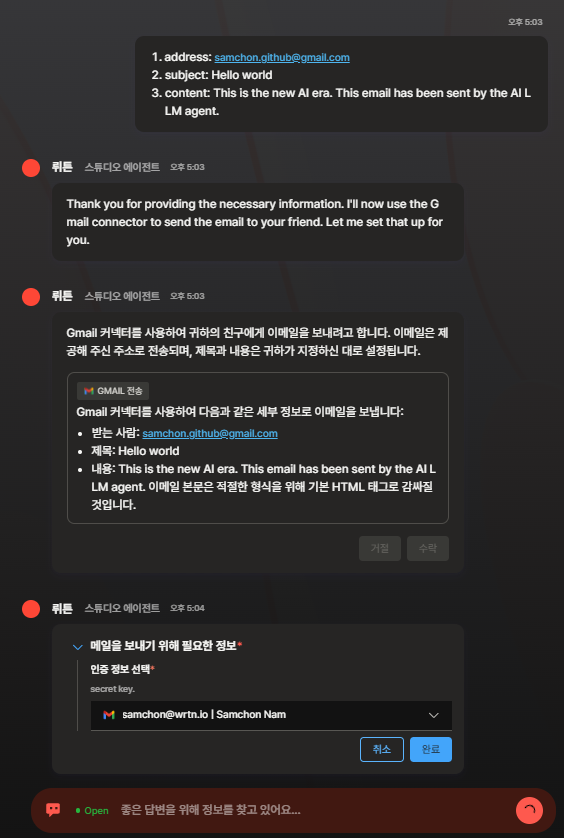 오후 5:03
1. address: samchon.github@gmail.com
2. subject: Hello world
3. content: This is the new AI era. This email has been sent by the AI L
LM agent.
뤼튼 스튜디오 에이전트 오후 5:03
Thank you for providing the necessary information. I'll now use the G
mail connector to send the email to your friend. Let me set that up for
you.
뤼튼 스튜디오 에이전트 오후 5:03
Gmail 커넥터를 사용하여 귀하의 친구에게 이메일을 보내려고 합니다. 이메일은 제
공해 주신 주소로 전송되며, 제목과 내용은 귀하가 지정하신 대로 설정됩니다.
GMAIL 전송
Gmail 커넥터를 사용하여 다음과 같은 세부 정보로 이메일을 보냅니다:
• 받는 사람: samchon.github@gmail.com
• 제목: Hello world
• 내용: This is the new AI era. This email has been sent by the AI L
LM agent. 이메일 본문은 적절한 형식을 위해 기본 HTML 태그로 감싸질
것입니다.
거절 수락
뤼튼 스튜디오 에이전트 오후 5:04
메일을 보내기 위해 필요한 정보*
인증 정보 선택*
secret key.
samchon@wrtn.io | Samchon Nam
취소 완료
Open 좋은 답변을 위해 정보를 찾고 있어요...